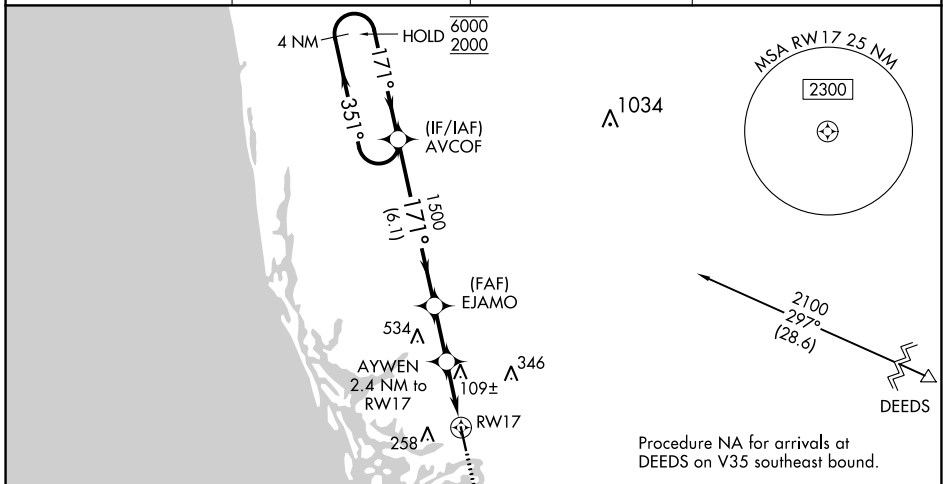 4 NM
HOLD
6000
2000
171°
351°
(IF/IAF)
AVCOF
1034
MSA RW17 25 NM
2300
1500
171°
(6.1)
(FAF)
EJAMO
534
AYWEN
2.4 NM to
RW17
346
109±
RW17
258
2100
297°
(28.6)
DEEDS
Procedure NA for arrivals at
DEEDS on V35 southeast bound.